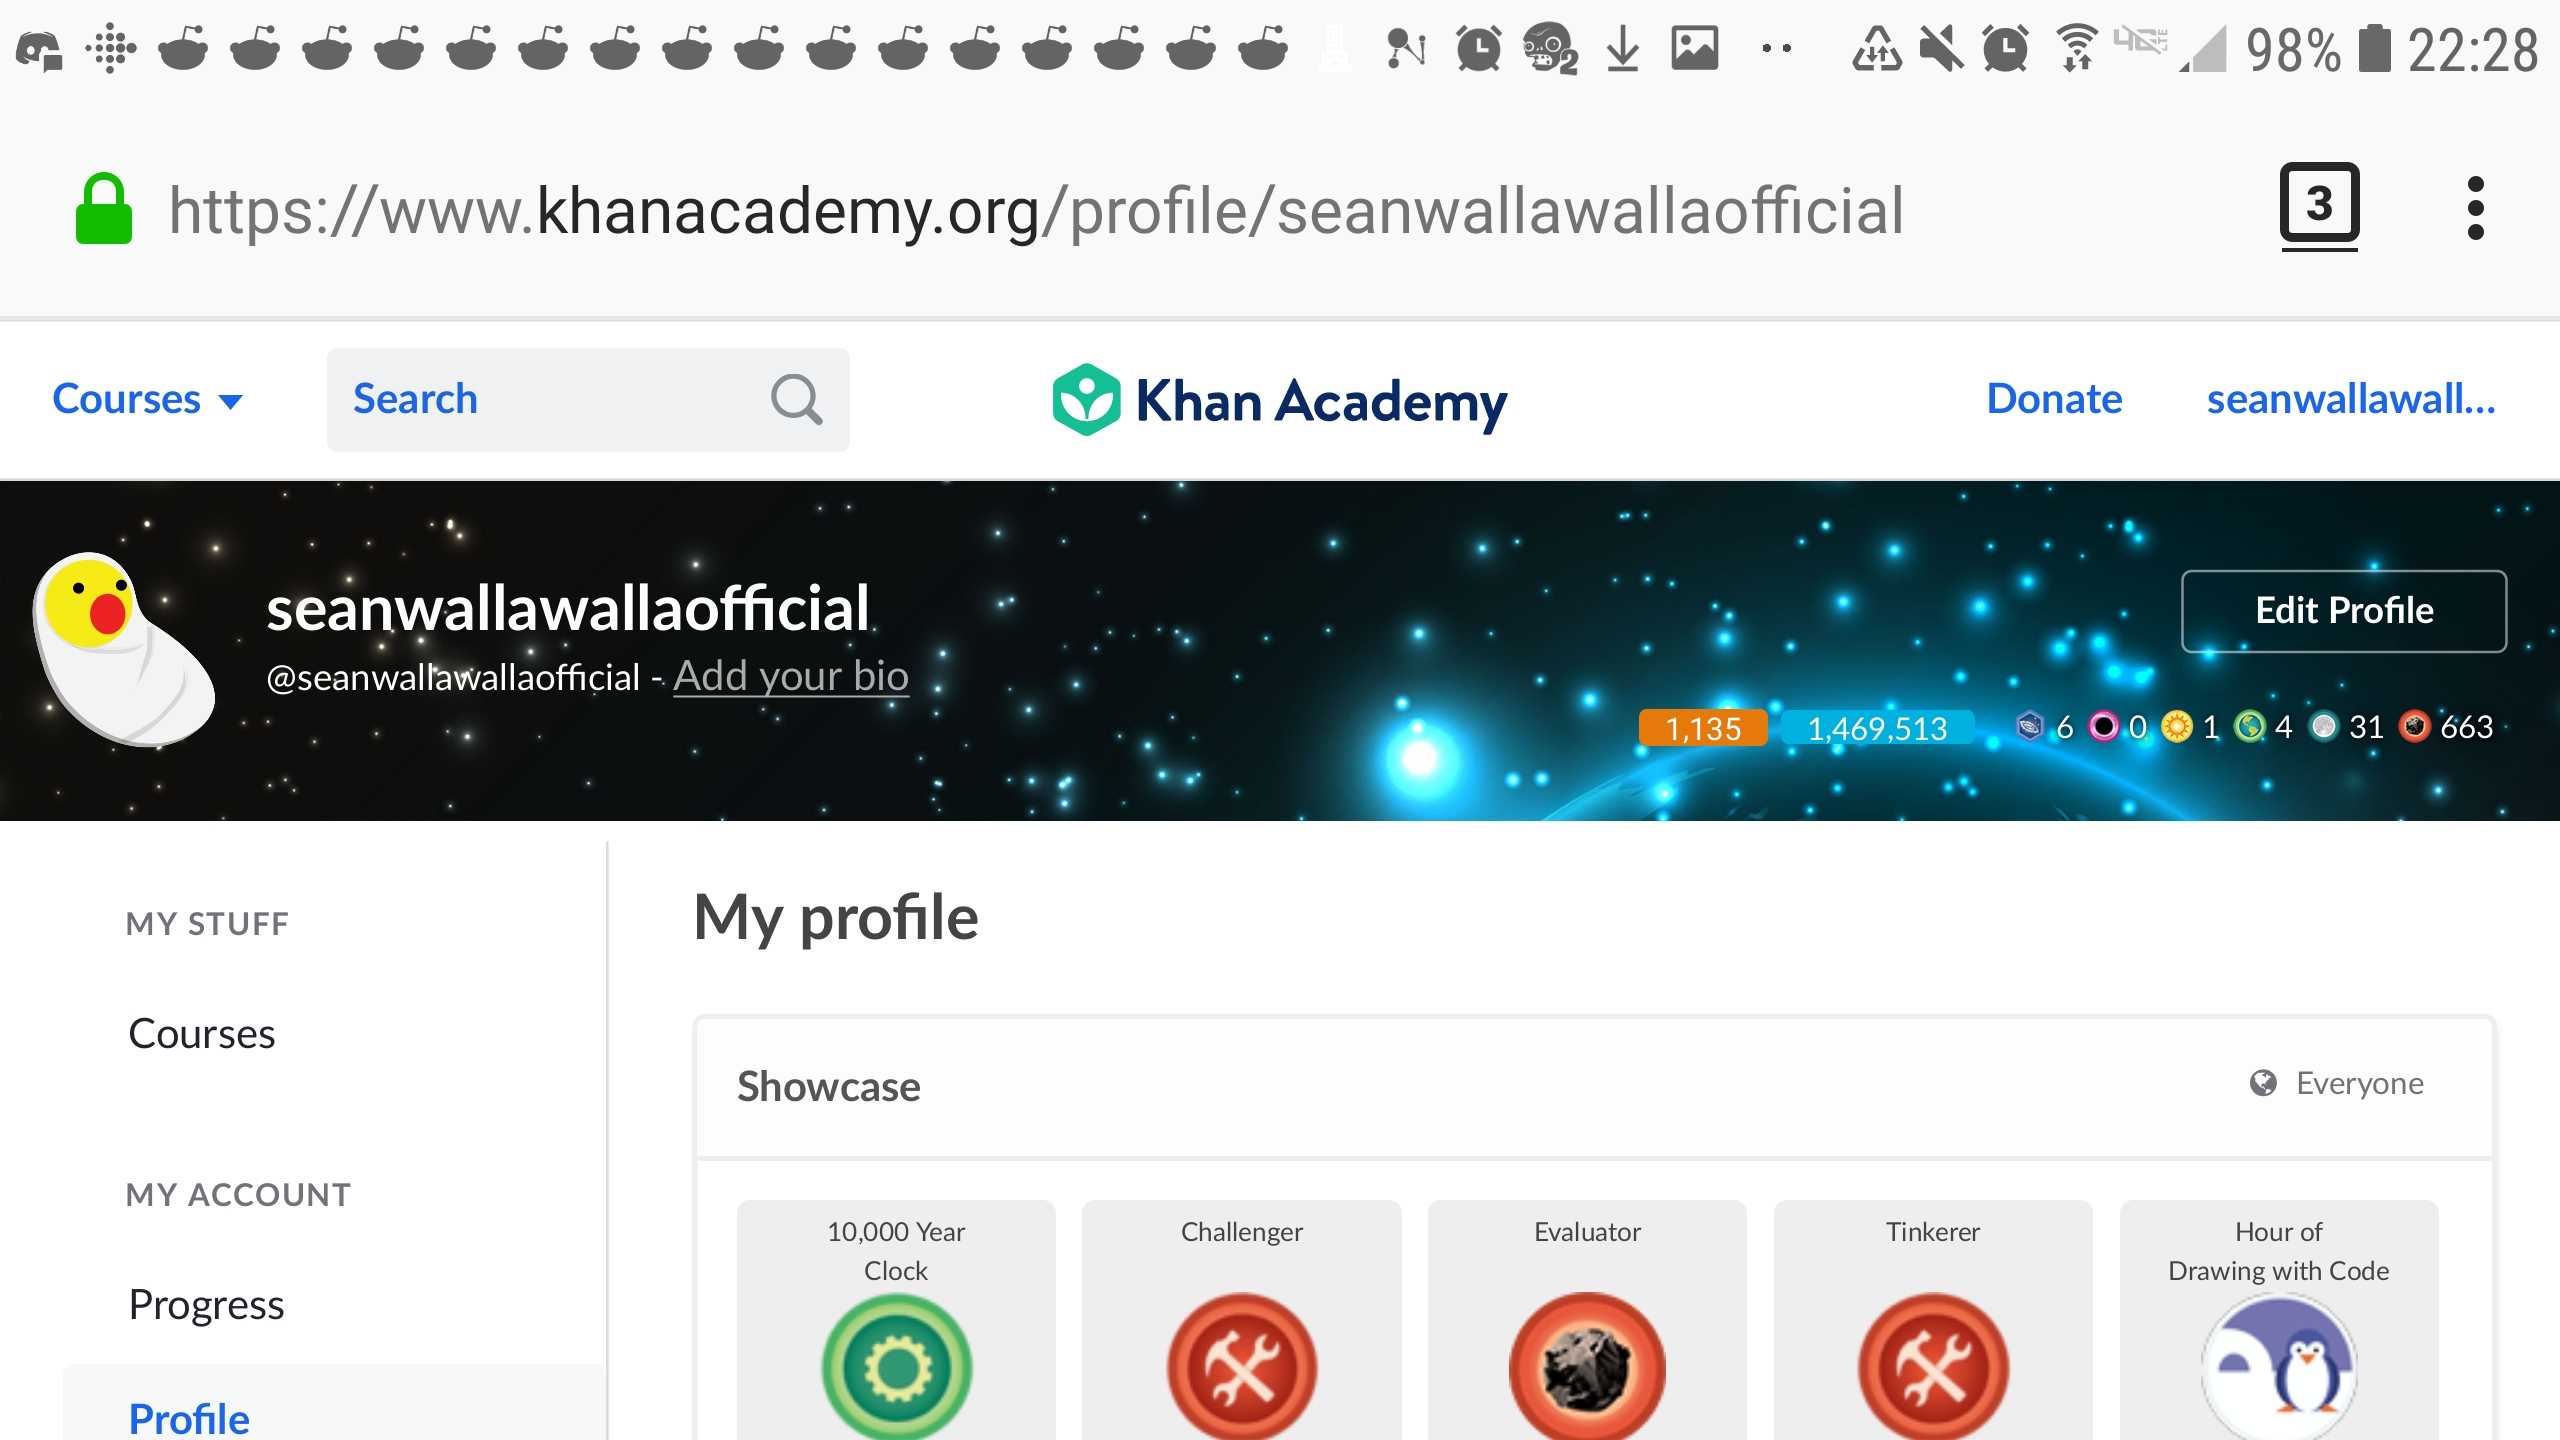 2 98% 22:28
https://www.khanacademy.org/profile/seanwallawallaofficial 3
Courses Search Khan Academy Donate seanwallawall...
seanwallawallaofficial
Edit Profile
@seanwallawallaofficial - Add your bio
1,135 1,469,513 6 0 1 4 31 663
MY STUFF
Courses
MY ACCOUNT
Progress
Profile
My profile
Showcase Everyone
10,000 Year
Clock
Challenger
Evaluator
Tinkerer
Hour of
Drawing with Code